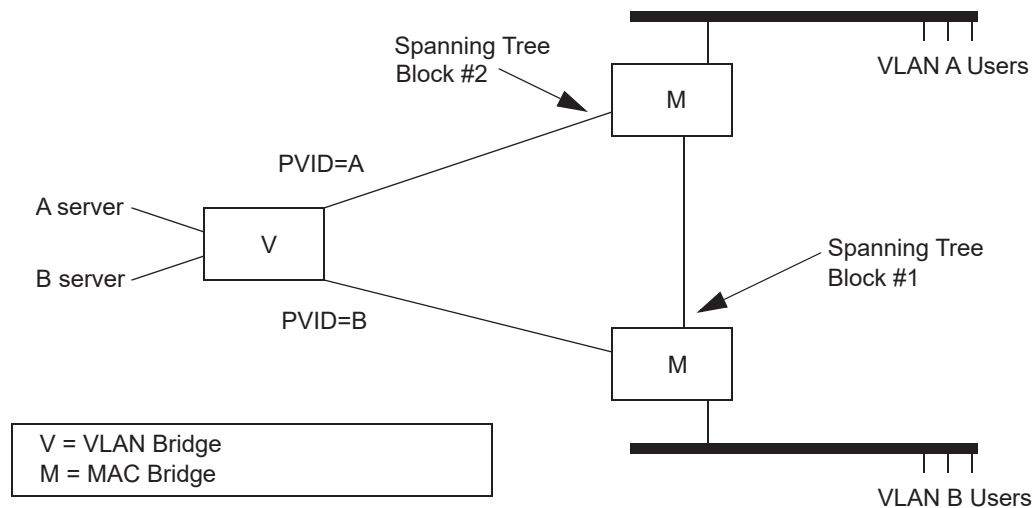 Spanning Tree
Block #2
VLAN A Users
M
PVID=A
A server
V
B server
Spanning Tree
Block #1
PVID=B
M
V = VLAN Bridge
M = MAC Bridge
VLAN B Users